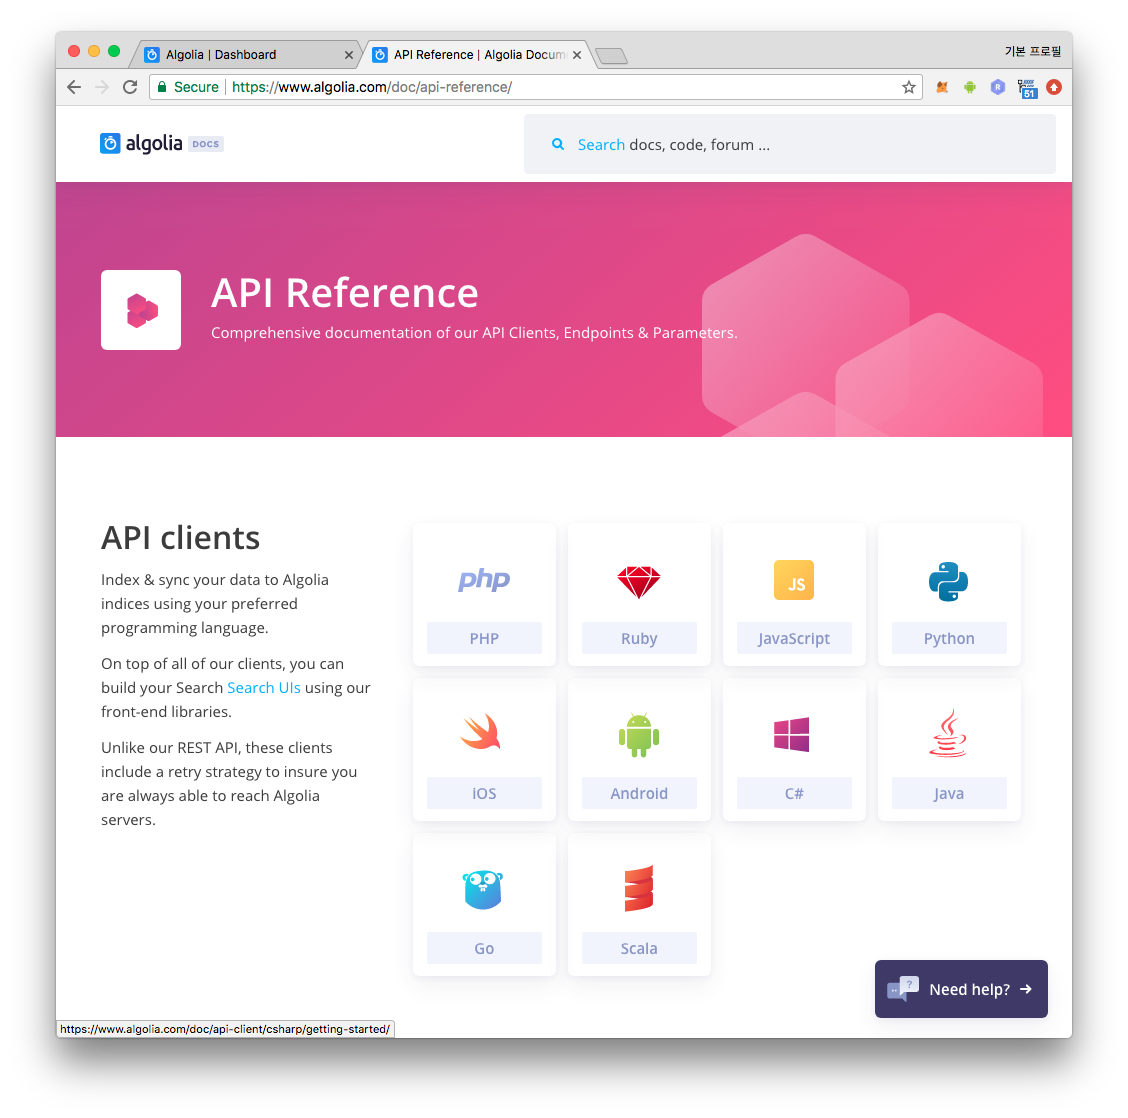 Algolia | Dashboard
API Reference | Algolia Docum
기본 프로필
Secure https://www.algolia.com/doc/api-reference/
R
51
algolia DOCS
Search docs, code, forum ...
API Reference
Comprehensive documentation of our API Clients, Endpoints & Parameters.
API clients
Index & sync your data to Algolia
indices using your preferred
programming language.
On top of all of our clients, you can
build your Search Search UIs using our
front-end libraries.
Unlike our REST API, these clients
include a retry strategy to insure you
are always able to reach Algolia
servers.
php
JS
PHP
Ruby
JavaScript
Python
iOS
Android
C#
Java
Go
Scala
? Need help?
https://www.algolia.com/doc/api-client/csharp/getting-started/